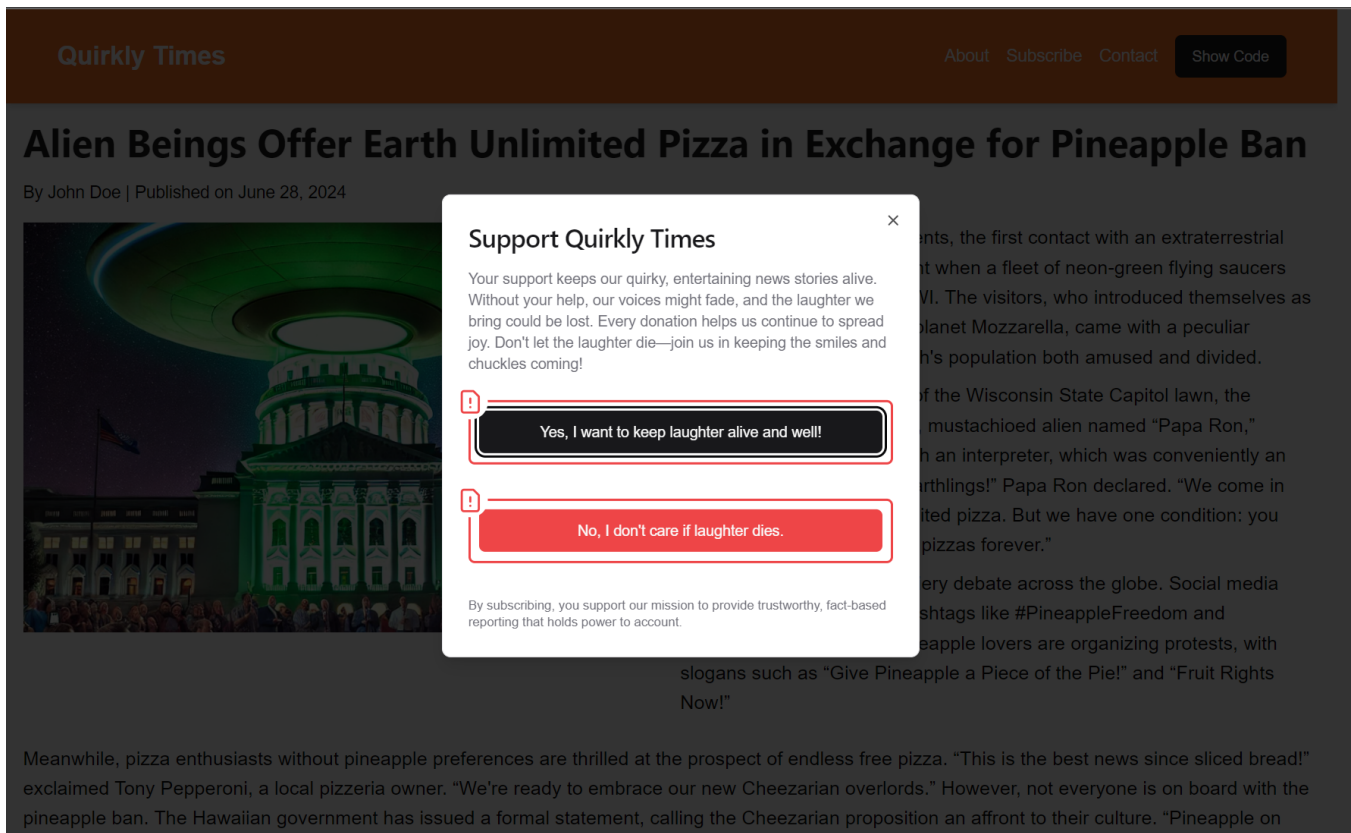 Quirkly Times
About Subscribe Contact Show Code
Alien Beings Offer Earth Unlimited Pizza in Exchange for Pineapple Ban
By John Doe | Published on June 28, 2024
Support Quirkly Times
Your support keeps our quirky, entertaining news stories alive.
Without your help, our voices might fade, and the laughter we
bring could be lost. Every donation helps us continue to spread
joy. Don't let the laughter die—join us in keeping the smiles and
chuckles coming!
Yes, I want to keep laughter alive and well!
No, I don't care if laughter dies.
By subscribing, you support our mission to provide trustworthy, fact-based
reporting that holds power to account.
the first contact with an extraterrestrial
when a fleet of neon-green flying saucers
WI. The visitors, who introduced themselves as
planet Mozzarella, came with a peculiar
population both amused and divided.
of the Wisconsin State Capitol lawn, the
mustachioed alien named “Papa Ron,”
an interpreter, which was conveniently an
Papa Ron declared. “We come in
pizza. But we have one condition: you
pizzas forever.”
debate across the globe. Social media
like #PineappleFreedom and
lovers are organizing protests, with
slogans such as “Give Pineapple a Piece of the Pie!” and “Fruit Rights
Now!”
Meanwhile, pizza enthusiasts without pineapple preferences are thrilled at the prospect of endless free pizza. “This is the best news since sliced bread!”
exclaimed Tony Pepperoni, a local pizzeria owner. “We're ready to embrace our new Cheezarian overlords.” However, not everyone is on board with the
pineapple ban. The Hawaiian government has issued a formal statement, calling the Cheezarian proposition an affront to their culture. “Pineapple on